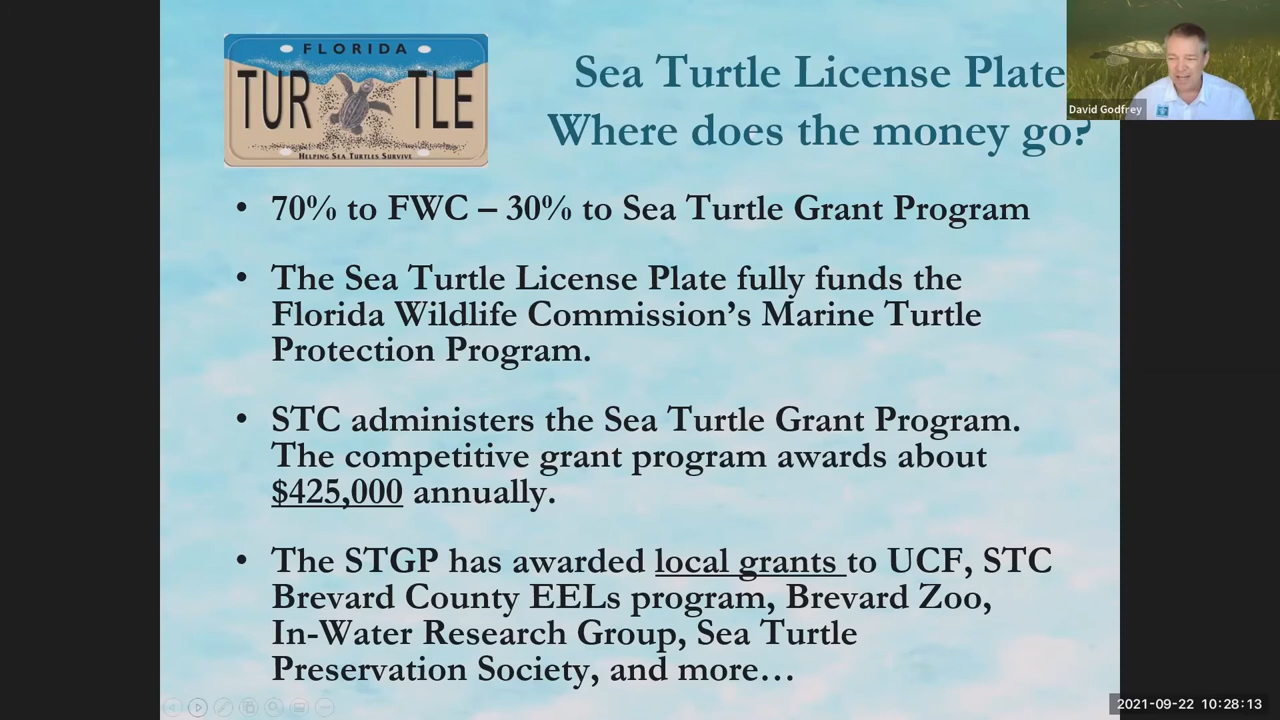 FLORIDA
TUR TLE
HELPING SEA TURTLES SURVIVE
Sea Turtle License Plate
Where does the money go?
David Godfrey
• 70% to FWC – 30% to Sea Turtle Grant Program
• The Sea Turtle License Plate fully funds the
Florida Wildlife Commission’s Marine Turtle
Protection Program.
• STC administers the Sea Turtle Grant Program.
The competitive grant program awards about
$425,000 annually.
• The STGP has awarded local grants to UCF, STC
Brevard County EELs program, Brevard Zoo,
In-Water Research Group, Sea Turtle
Preservation Society, and more…
2021-09-22 10:28:13